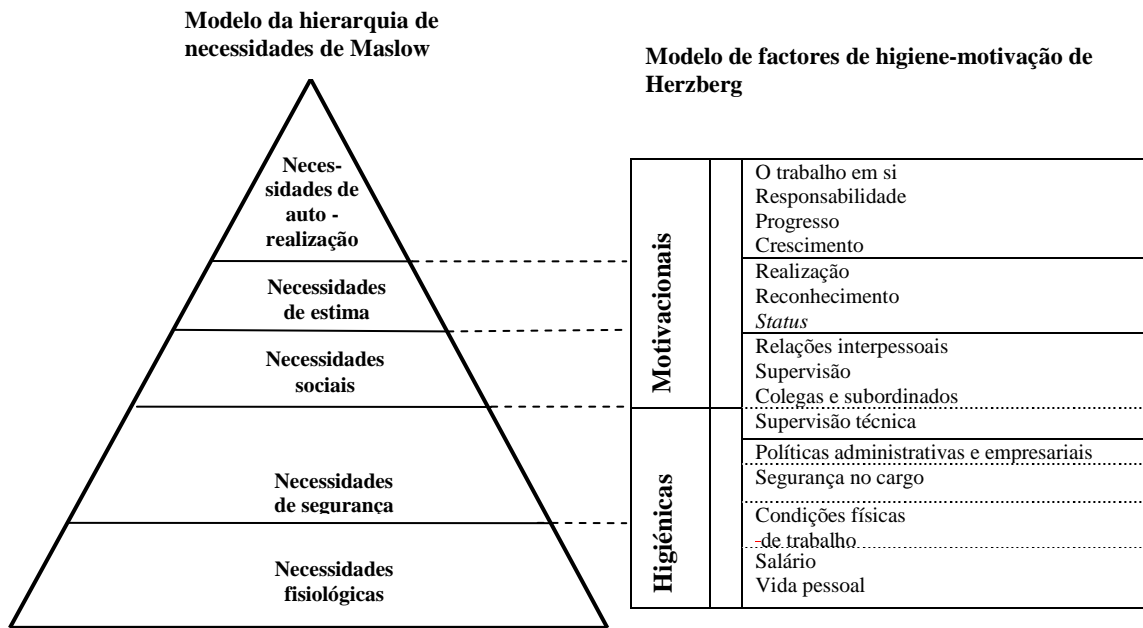 Modelo da hierarquia de
necessidades de Maslow
Neces-
sidades de
auto -
realização
Necessidades
de estima
Necessidades
sociais
Necessidades
de segurança
Necessidades
fisiológicas
Modelo de factores de higiene-motivação de
Herzberg
Motivacionais
O trabalho em si
Responsabilidade
Progresso
Crescimento
Realização
Reconhecimento
Status
Relações interpessoais
Supervisão
Colegas e subordinados
Higiénicas
Supervisão técnica
Políticas administrativas e empresariais
Segurança no cargo
Condições físicas
-de trabalho
Salário
Vida pessoal